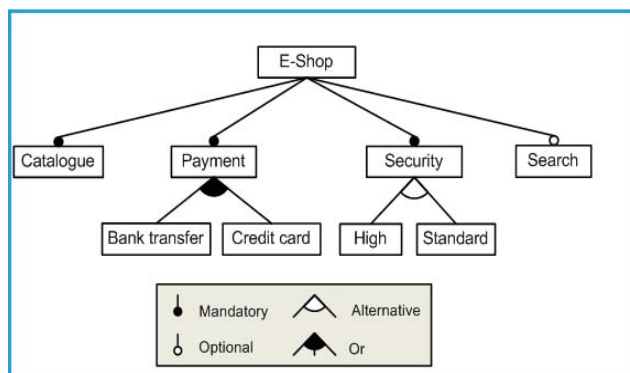 E-Shop
Catalogue Payment Security Search
Bank transfer Credit card High Standard
Mandatory Alternative
Optional Or